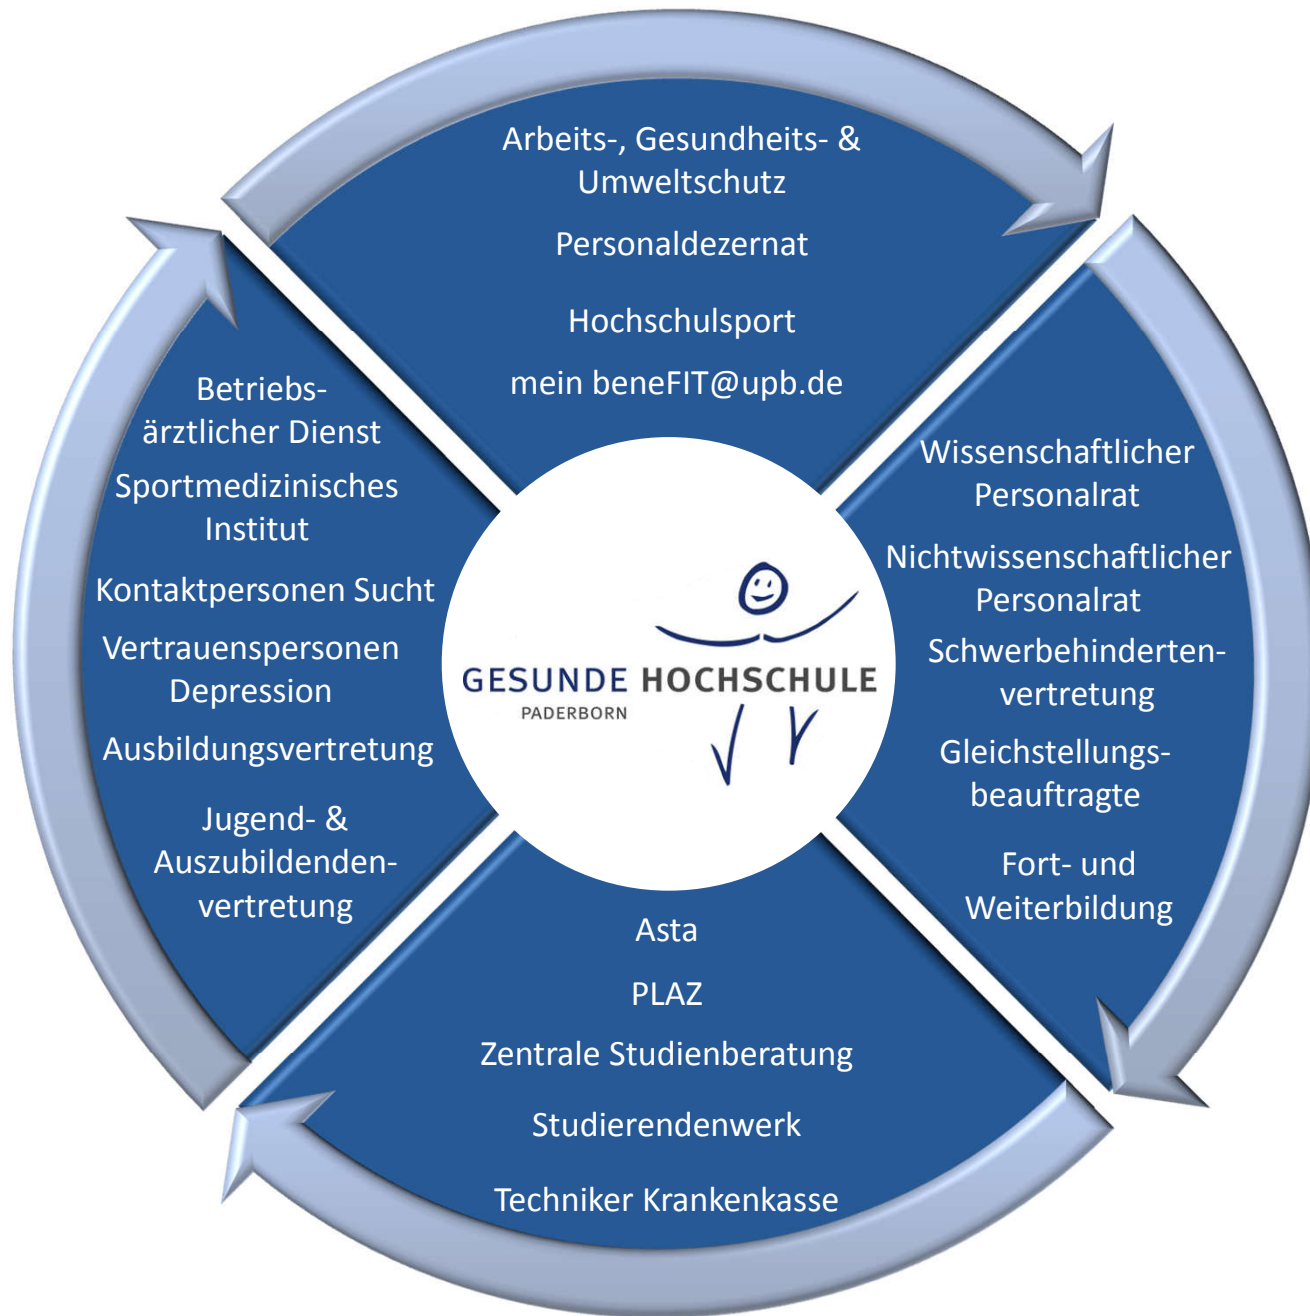 Arbeits-, Gesundheits- &
Umweltschutz
Personaldezernat
Hochschulsport
mein beneFIT@upb.de
Wissenschaftlicher
Personalrat
Nichtwissenschaftlicher
Personalrat
Schwerbehinderten-
vertretung
Gleichstellungs-
beauftragte
Fort- und
Weiterbildung
Asta
PLAZ
Zentrale Studienberatung
Studierendenwerk
Techniker Krankenkasse
Betriebs-
ärztlicher Dienst
Sportmedizinisches
Institut
Kontaktpersonen Sucht
Vertrauenspersonen
Depression
Ausbildungsvertretung
Jugend- &
Auszubildenden-
vertretung
GESUNDE HOCHSCHULE
PADERBORN